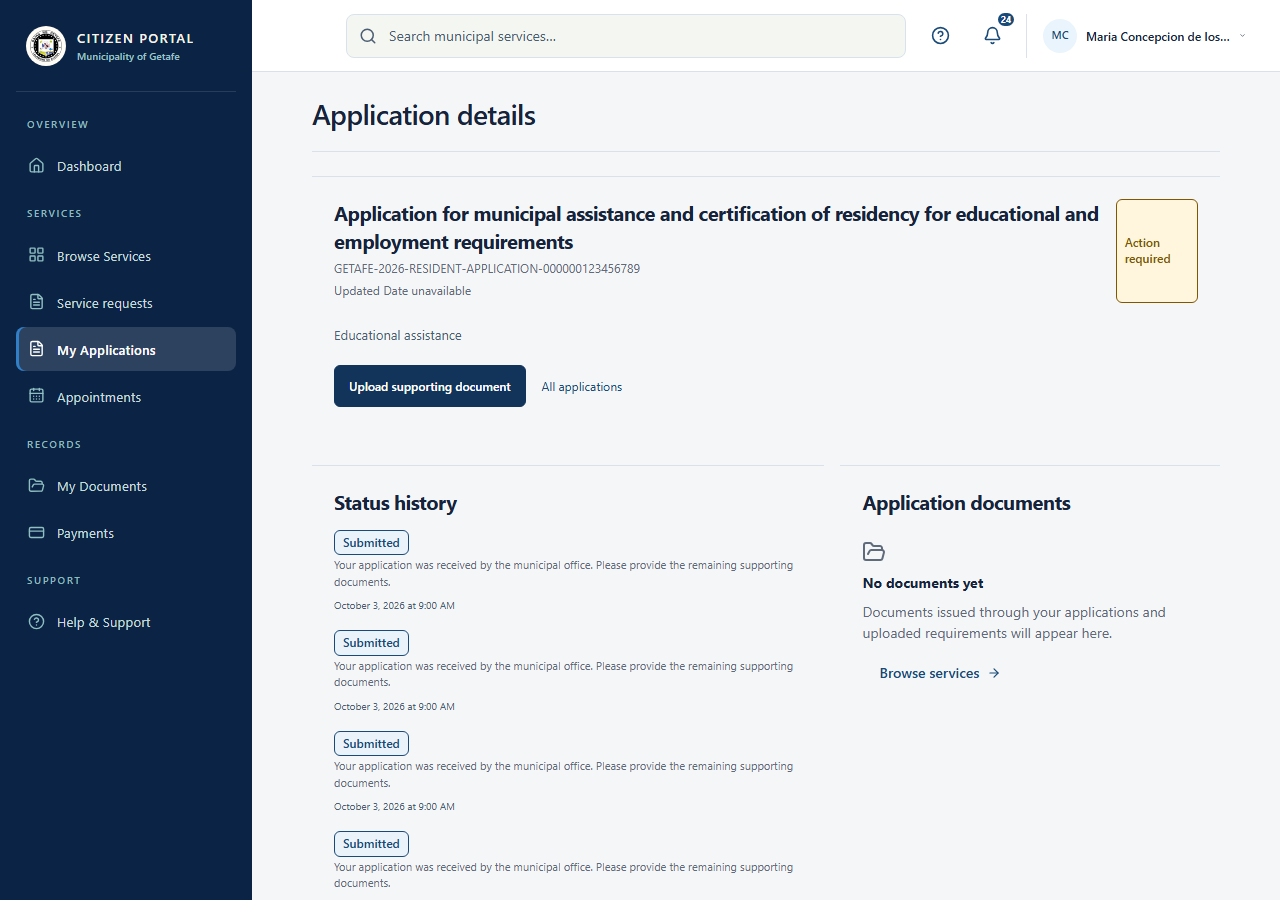 CITIZEN PORTAL
Municipality of Getafe
OVERVIEW
Dashboard
SERVICES
Browse Services
Service requests
My Applications
Appointments
RECORDS
My Documents
Payments
SUPPORT
Help & Support
Search municipal services...
24
MC
Maria Concepcion de los...
Application details
Application for municipal assistance and certification of residency for educational and
employment requirements
GETAFE-2026-RESIDENT-APPLICATION-000000123456789
Updated Date unavailable
Action
required
Educational assistance
Upload supporting document
All applications
Status history
Submitted
Your application was received by the municipal office. Please provide the remaining supporting
documents.
October 3, 2026 at 9:00 AM
Submitted
Your application was received by the municipal office. Please provide the remaining supporting
documents.
October 3, 2026 at 9:00 AM
Submitted
Your application was received by the municipal office. Please provide the remaining supporting
documents.
October 3, 2026 at 9:00 AM
Submitted
Your application was received by the municipal office. Please provide the remaining supporting
documents.
Application documents
No documents yet
Documents issued through your applications and
uploaded requirements will appear here.
Browse services